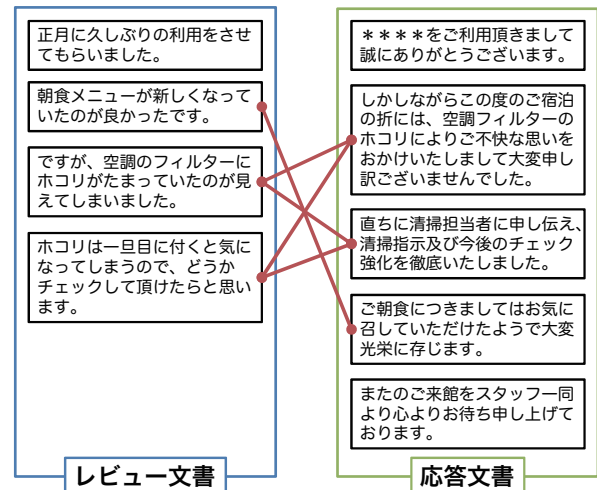 正月に久しぶりの利用をさせ
てもらいました。
朝食メニューが新しくなって
いたのが良かったです。
ですが、空調のフィルターに
ホコリがたまっていたのが見
えてしまいました。
ホコリは一旦目に付くと気に
なってしまうので、どうか
チェックして頂けたらと思い
ます。
レビュー文書
＊＊＊＊をご利用頂きまして
誠にありがとうございます。
しかしながらこの度のご宿泊
の折には、空調フィルターの
ホコリによりご不快な思いを
おかけいたしまして大変申し
訳ございませんでした。
直ちに清掃担当者に申し伝え、
清掃指示及び今後のチェック
強化を徹底いたしました。
ご朝食につきましてはお気に
召していただけたようで大変
光栄に存じます。
またのご来館をスタッフ一同
より心よりお待ち申し上げて
おります。
応答文書